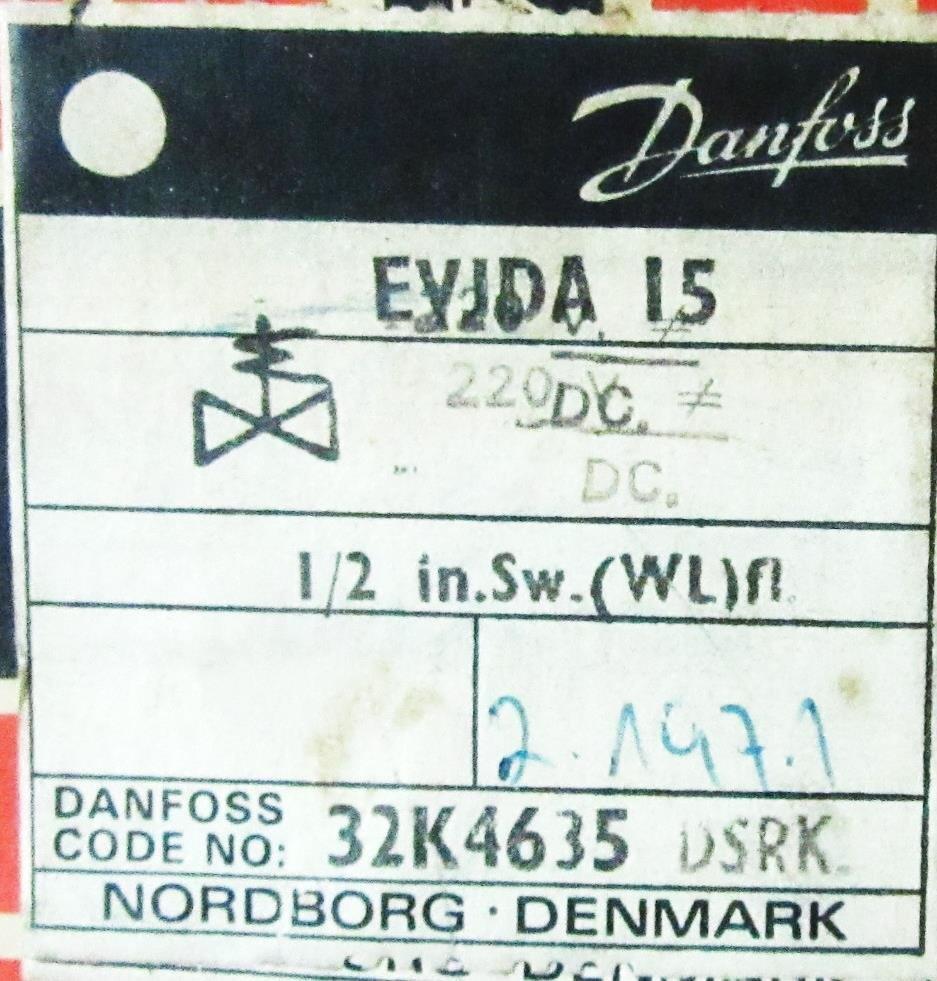 Danfoss
EVJDA 15
220 V. ≠
220 V. ≠
DC.
DC.
1/2 in.Sw.(WL)fl.
2.197.1
DANFOSS
CODE NO: 32K4635 DSRK.
NORDBORG · DENMARK